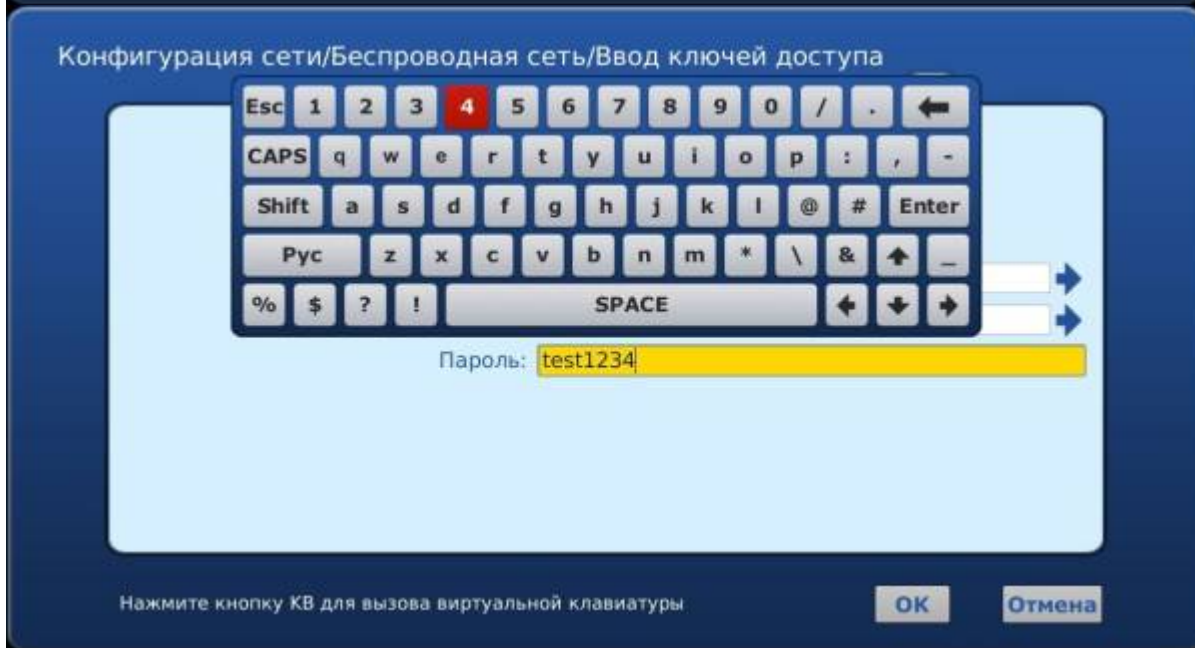 Конфигурация сети/Беспроводная сеть/Ввод ключей доступа
Esc 1 2 3 4 5 6 7 8 9 0 / .
CAPS q w e r t y u i o p : , -
Shift a s d f g h j k l @ # Enter
Рус z x c v b n m * \ & _
% $ ? ! SPACE
Пароль: test1234
Нажмите кнопку KB для вызова виртуальной клавиатуры
OK Отмена